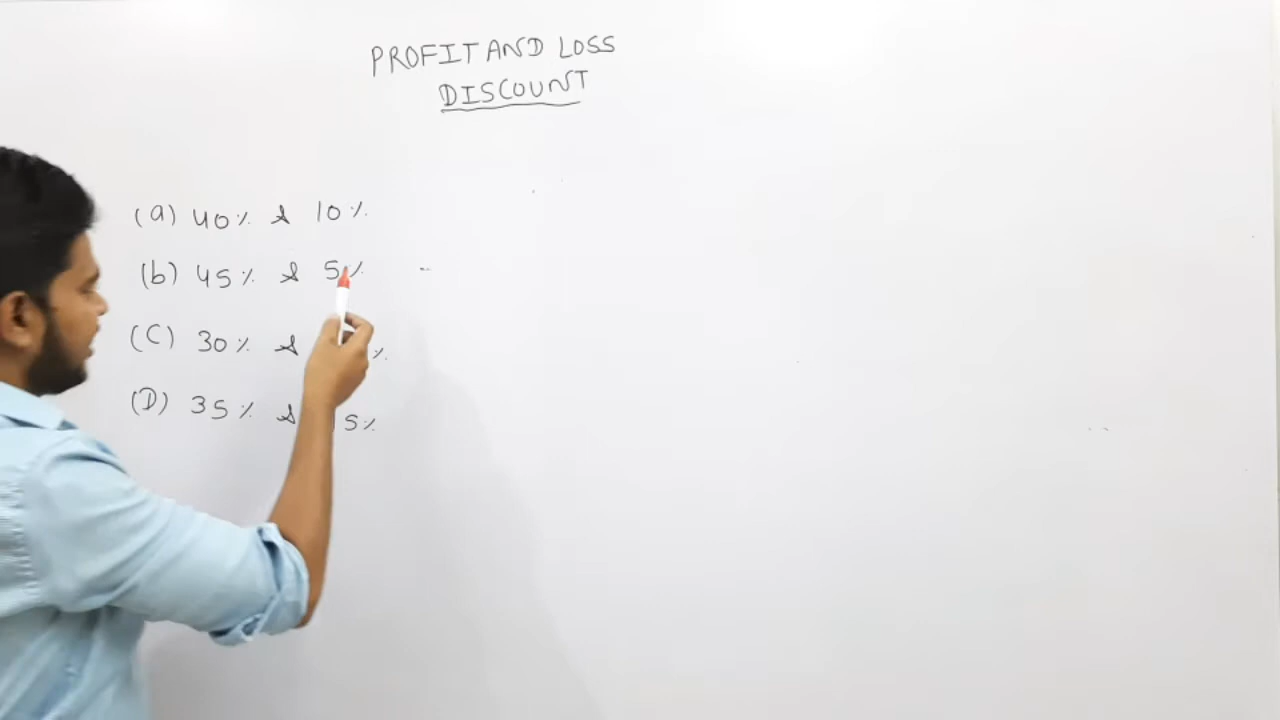 PROFIT AND LOSS
DISCOUNT
(a) 40% & 10%
(b) 45% & 5%
(C) 30% & %
(D) 35% & 5%